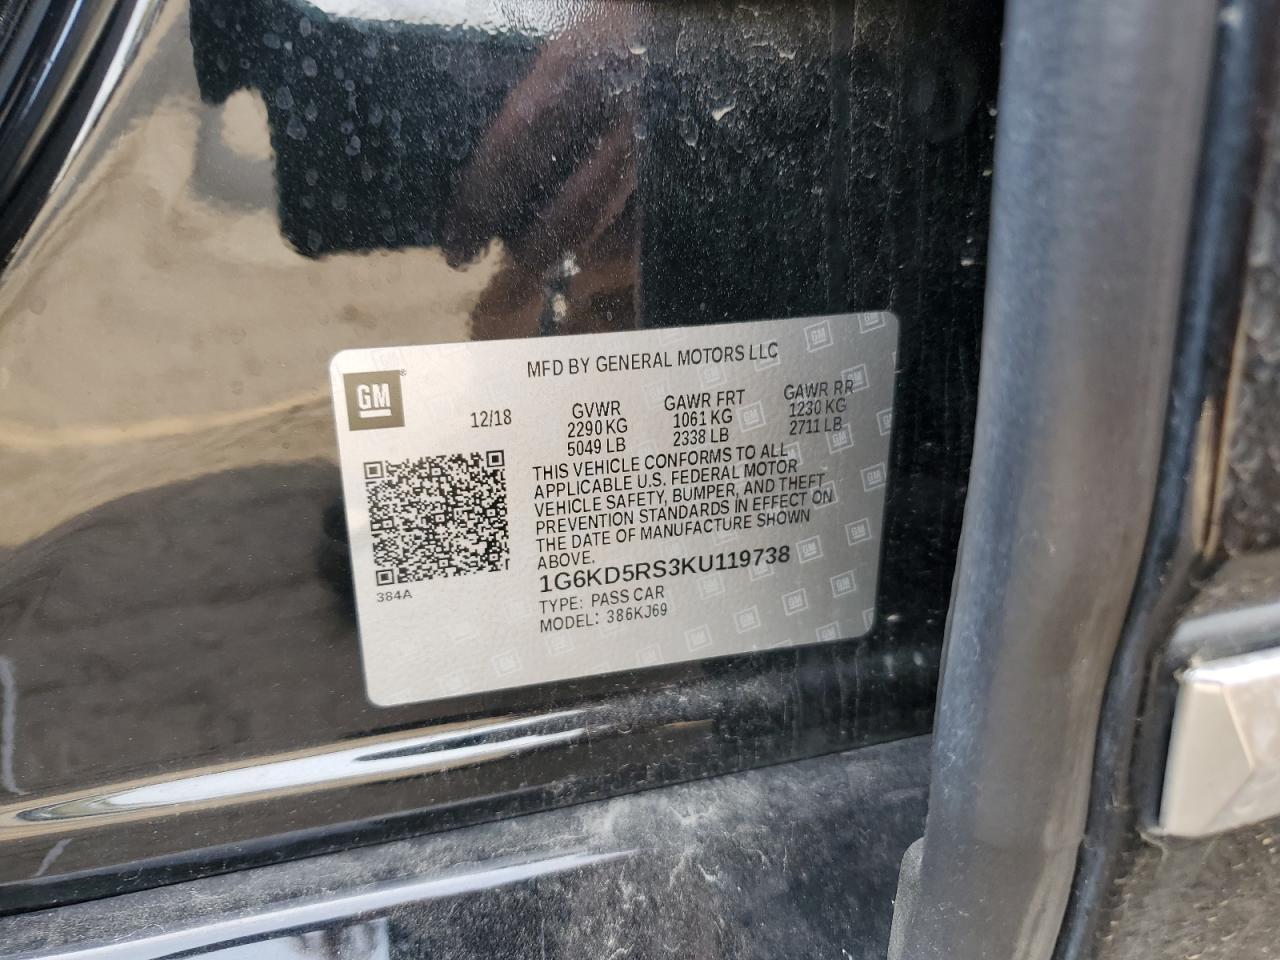 MFD BY GENERAL MOTORS LLC
GM
12/18
GVWR
2290 KG
5049 LB
GAWR FRT
1061 KG
2338 LB
GAWR RR
1230 KG
2711 LB
THIS VEHICLE CONFORMS TO ALL
APPLICABLE U.S. FEDERAL MOTOR
VEHICLE SAFETY, BUMPER, AND THEFT
PREVENTION STANDARDS IN EFFECT ON
THE DATE OF MANUFACTURE SHOWN
ABOVE.
1G6KD5RS3KU119738
TYPE: PASS CAR
MODEL: 386KJ69
384A